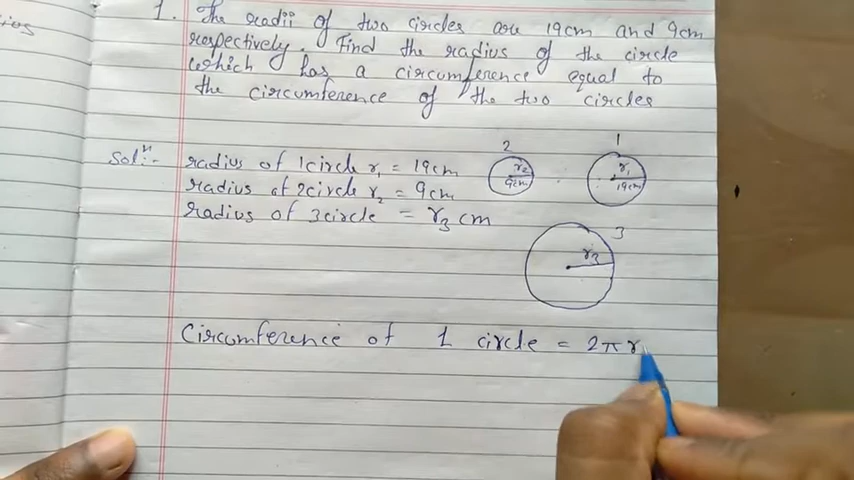 1. The radii of two circles are 19cm and 9cm
respectively. Find the radius of the circle
which has a circumference equal to
the circumference of the two circles
Solⁿ:- radius of 1circle r₁ = 19cm
radius of 2circle r₂ = 9cm
radius of 3circle = r₃ cm
2
r₂
9cm
1
r₁
19cm
3
r₃
Circumference of 1 circle = 2πr